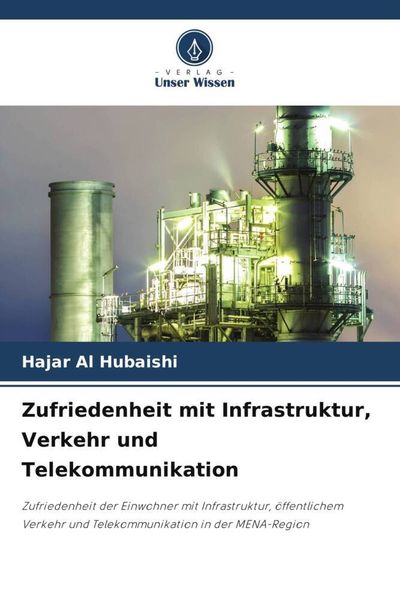 - VERLAG -
Unser Wissen
Hajar Al Hubaishi
Zufriedenheit mit Infrastruktur,
Verkehr und
Telekommunikation
Zufriedenheit der Einwohner mit Infrastruktur, öffentlichem
Verkehr und Telekommunikation in der MENA-Region